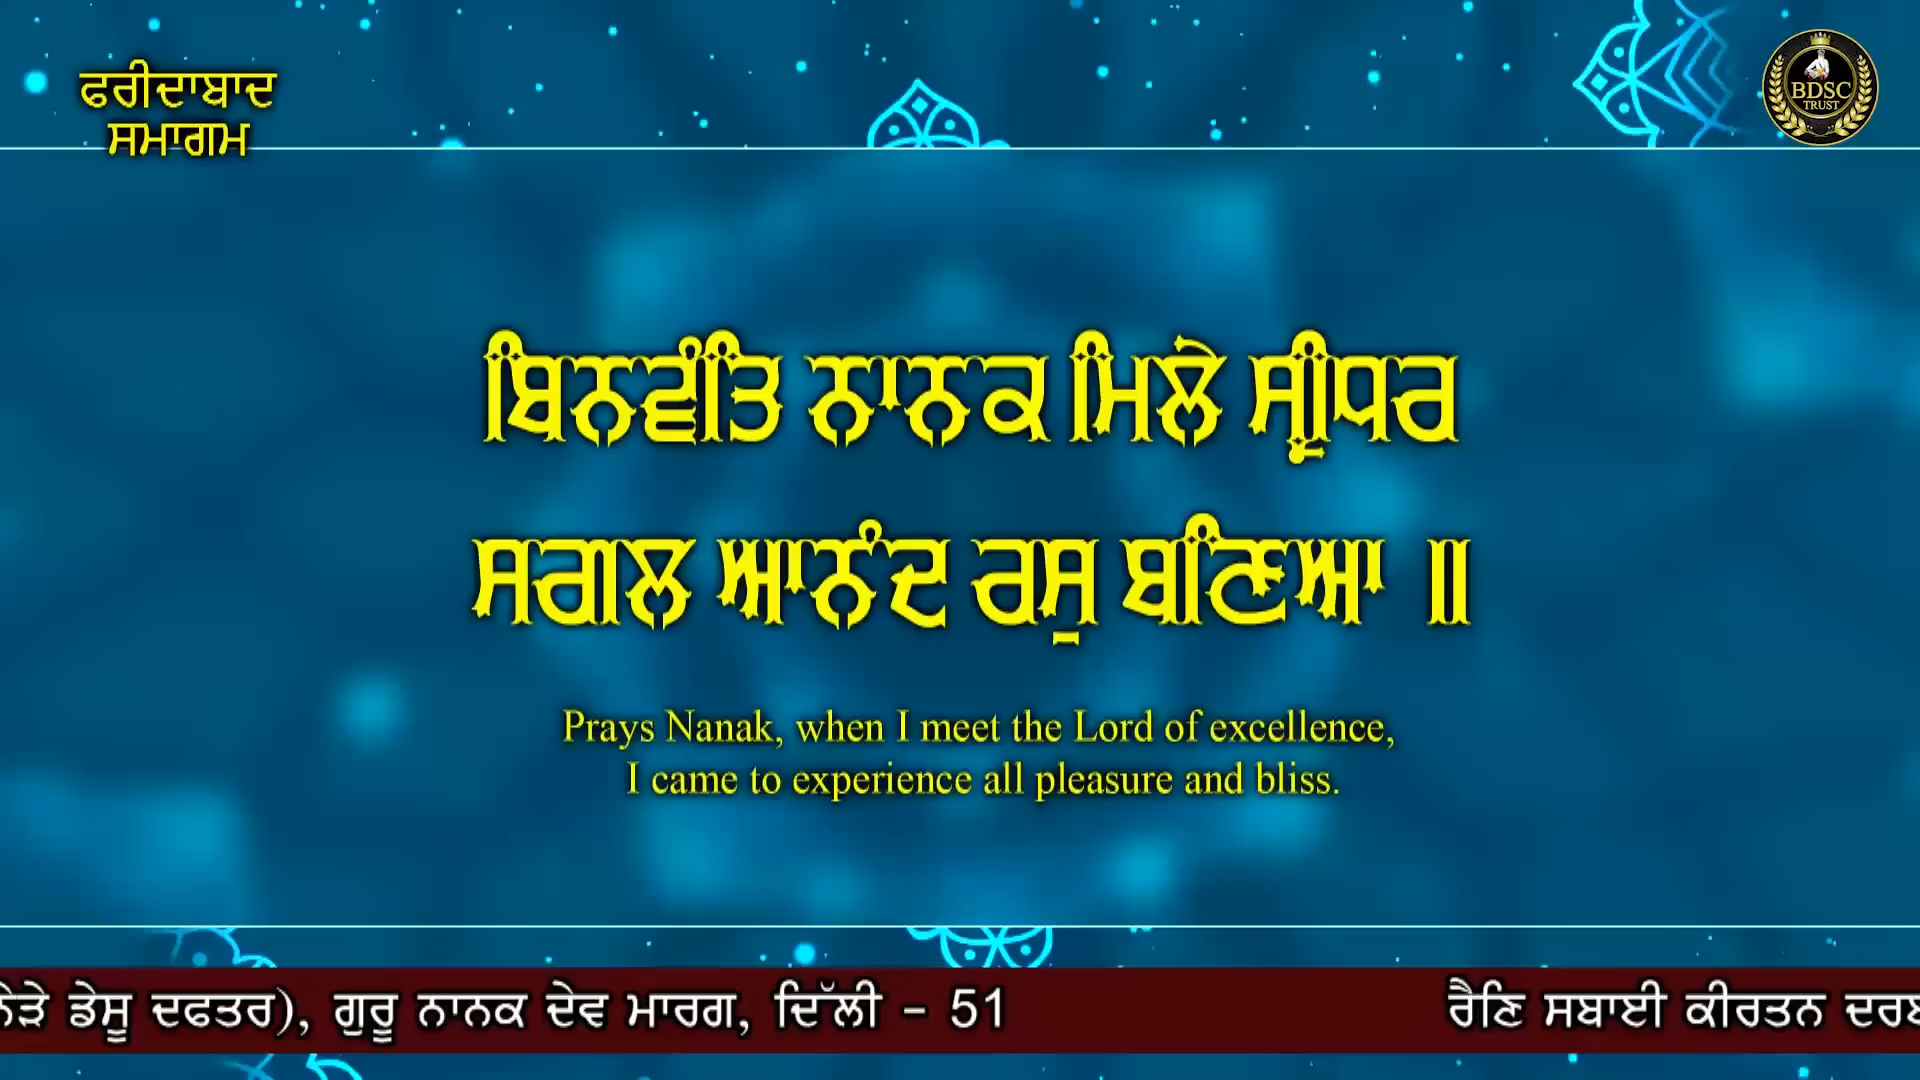 ਫਰੀਦਾਬਾਦ
ਸਮਾਗਮ
BDSC
TRUST
ਬਿਨਵੰਤਿ ਨਾਨਕ ਮਿਲੇ ਸ੍ਰੀਧਰ
ਸਗਲ ਆਨੰਦ ਰਸੁ ਬਣਿਆ ॥
Prays Nanak, when I meet the Lord of excellence,
I came to experience all pleasure and bliss.
ਨੇੜੇ ਡੇਸੂ ਦਫਤਰ), ਗੁਰੂ ਨਾਨਕ ਦੇਵ ਮਾਰਗ, ਦਿੱਲੀ - 51 ਰੈਣਿ ਸਬਾਈ ਕੀਰਤਨ